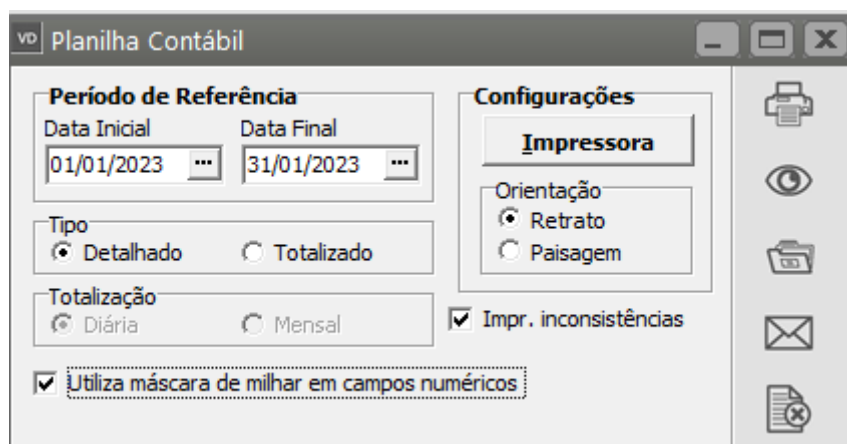 VD Planilha Contábil
Período de Referência
Data Inicial Data Final
01/01/2023 ... 31/01/2023 ...
Tipo
Detalhado Totalizado
Totalização
Diária Mensal
Utiliza máscara de milhar em campos numéricos
Configurações
Impressora
Orientação
Retrato
Paisagem
Impr. inconsistências